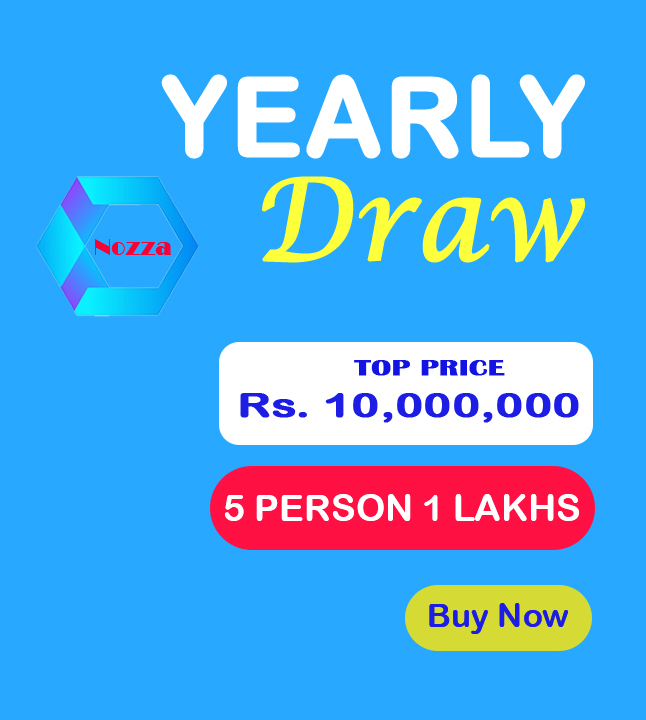 YEARLY
Draw
Nozza
TOP PRICE
Rs. 10,000,000
5 PERSON 1 LAKHS
Buy Now